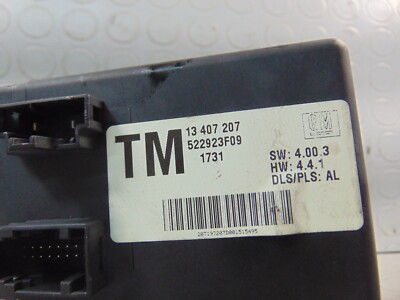 TM
13 407 207
522923F09
1731
SW: 4.00.3
HW: 4.4.1
DLS/PLS: AL